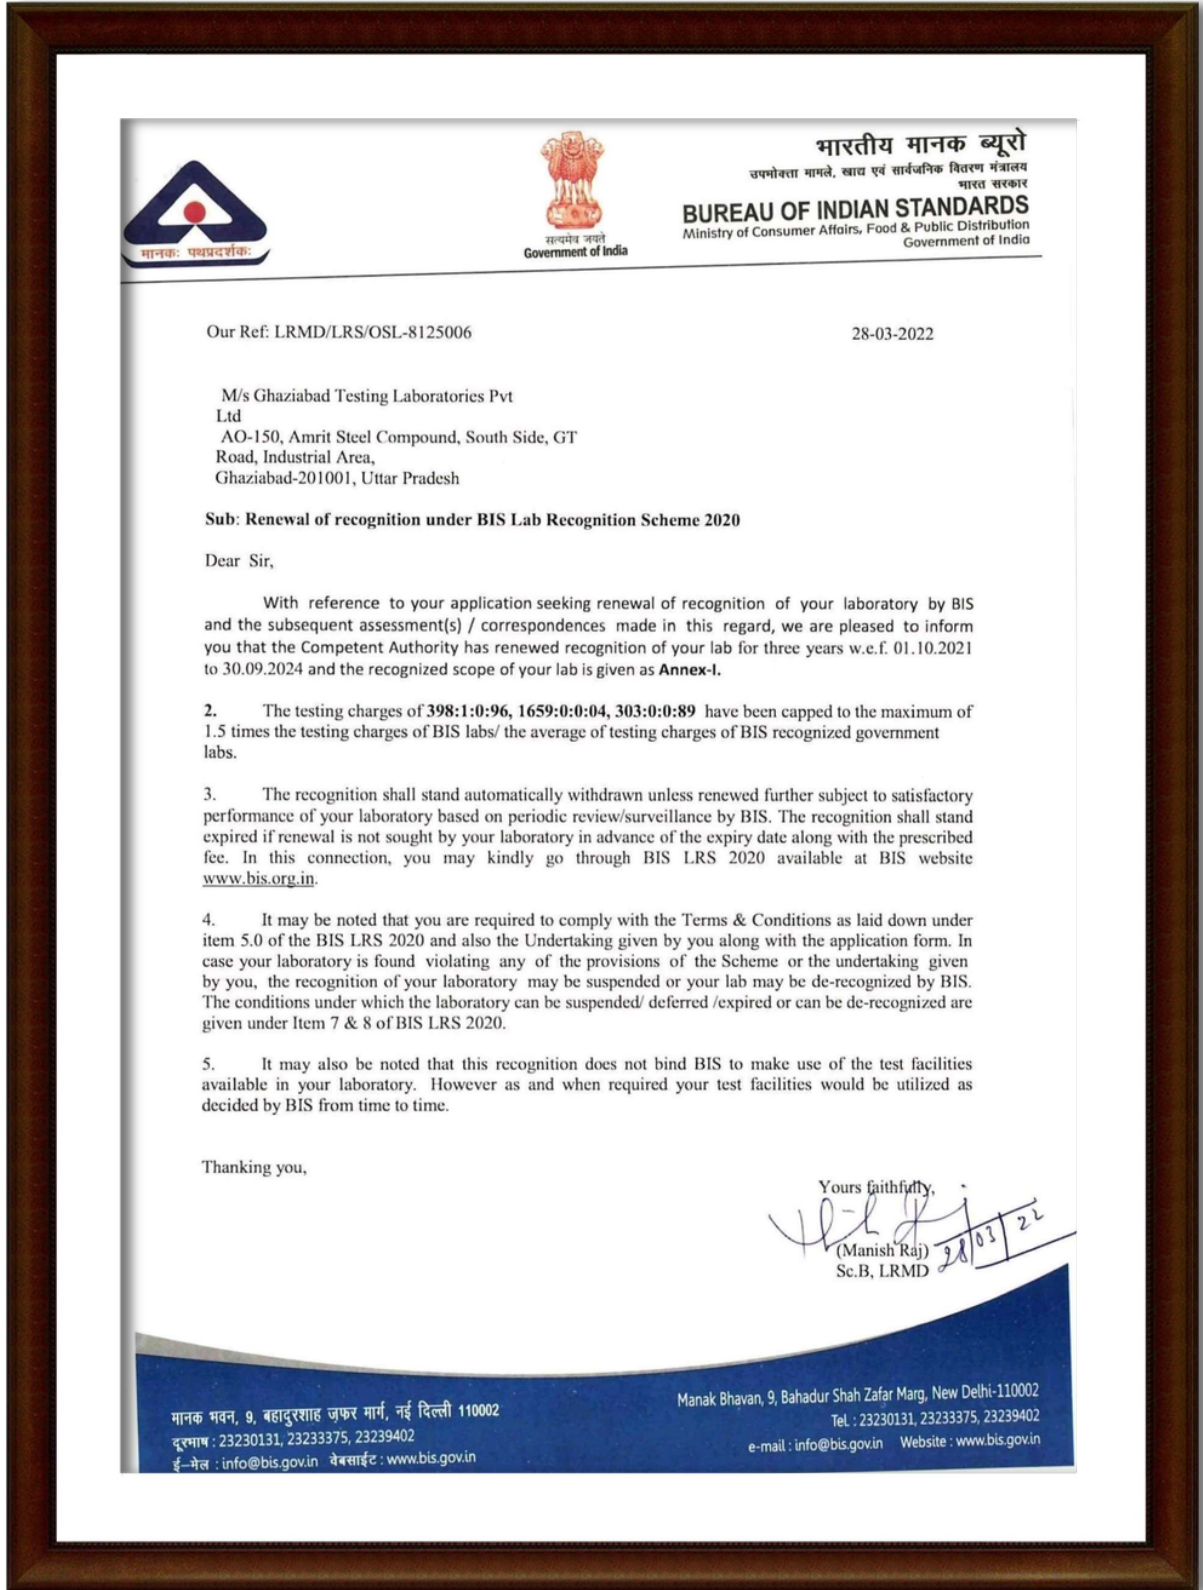 मानकः पथप्रदर्शकः
सत्यमेव जयते
Government of India
भारतीय मानक ब्यूरो
उपभोक्ता मामले, खाद्य एवं सार्वजनिक वितरण मंत्रालय
भारत सरकार
BUREAU OF INDIAN STANDARDS
Ministry of Consumer Affairs, Food & Public Distribution
Government of India
Our Ref: LRMD/LRS/OSL-8125006 28-03-2022
M/s Ghaziabad Testing Laboratories Pvt
Ltd
AO-150, Amrit Steel Compound, South Side, GT
Road, Industrial Area,
Ghaziabad-201001, Uttar Pradesh
Sub: Renewal of recognition under BIS Lab Recognition Scheme 2020
Dear Sir,
With reference to your application seeking renewal of recognition of your laboratory by BIS
and the subsequent assessment(s) / correspondences made in this regard, we are pleased to inform
you that the Competent Authority has renewed recognition of your lab for three years w.e.f. 01.10.2021
to 30.09.2024 and the recognized scope of your lab is given as Annex-I.
2. The testing charges of 398:1:0:96, 1659:0:0:04, 303:0:0:89 have been capped to the maximum of
1.5 times the testing charges of BIS labs/ the average of testing charges of BIS recognized government
labs.
3. The recognition shall stand automatically withdrawn unless renewed further subject to satisfactory
performance of your laboratory based on periodic review/surveillance by BIS. The recognition shall stand
expired if renewal is not sought by your laboratory in advance of the expiry date along with the prescribed
fee. In this connection, you may kindly go through BIS LRS 2020 available at BIS website
www.bis.org.in.
4. It may be noted that you are required to comply with the Terms & Conditions as laid down under
item 5.0 of the BIS LRS 2020 and also the Undertaking given by you along with the application form. In
case your laboratory is found violating any of the provisions of the Scheme or the undertaking given
by you, the recognition of your laboratory may be suspended or your lab may be de-recognized by BIS.
The conditions under which the laboratory can be suspended/ deferred /expired or can be de-recognized are
given under Item 7 & 8 of BIS LRS 2020.
5. It may also be noted that this recognition does not bind BIS to make use of the test facilities
available in your laboratory. However as and when required your test facilities would be utilized as
decided by BIS from time to time.
Thanking you,
Yours faithfully,
(Manish Raj) 28/03/22
Sc.B, LRMD
मानक भवन, 9, बहादुरशाह ज़फर मार्ग, नई दिल्ली 110002
दूरभाष : 23230131, 23233375, 23239402
ई–मेल : info@bis.gov.in वेबसाईट : www.bis.gov.in
Manak Bhavan, 9, Bahadur Shah Zafar Marg, New Delhi-110002
Tel. : 23230131, 23233375, 23239402
e-mail : info@bis.gov.in Website : www.bis.gov.in